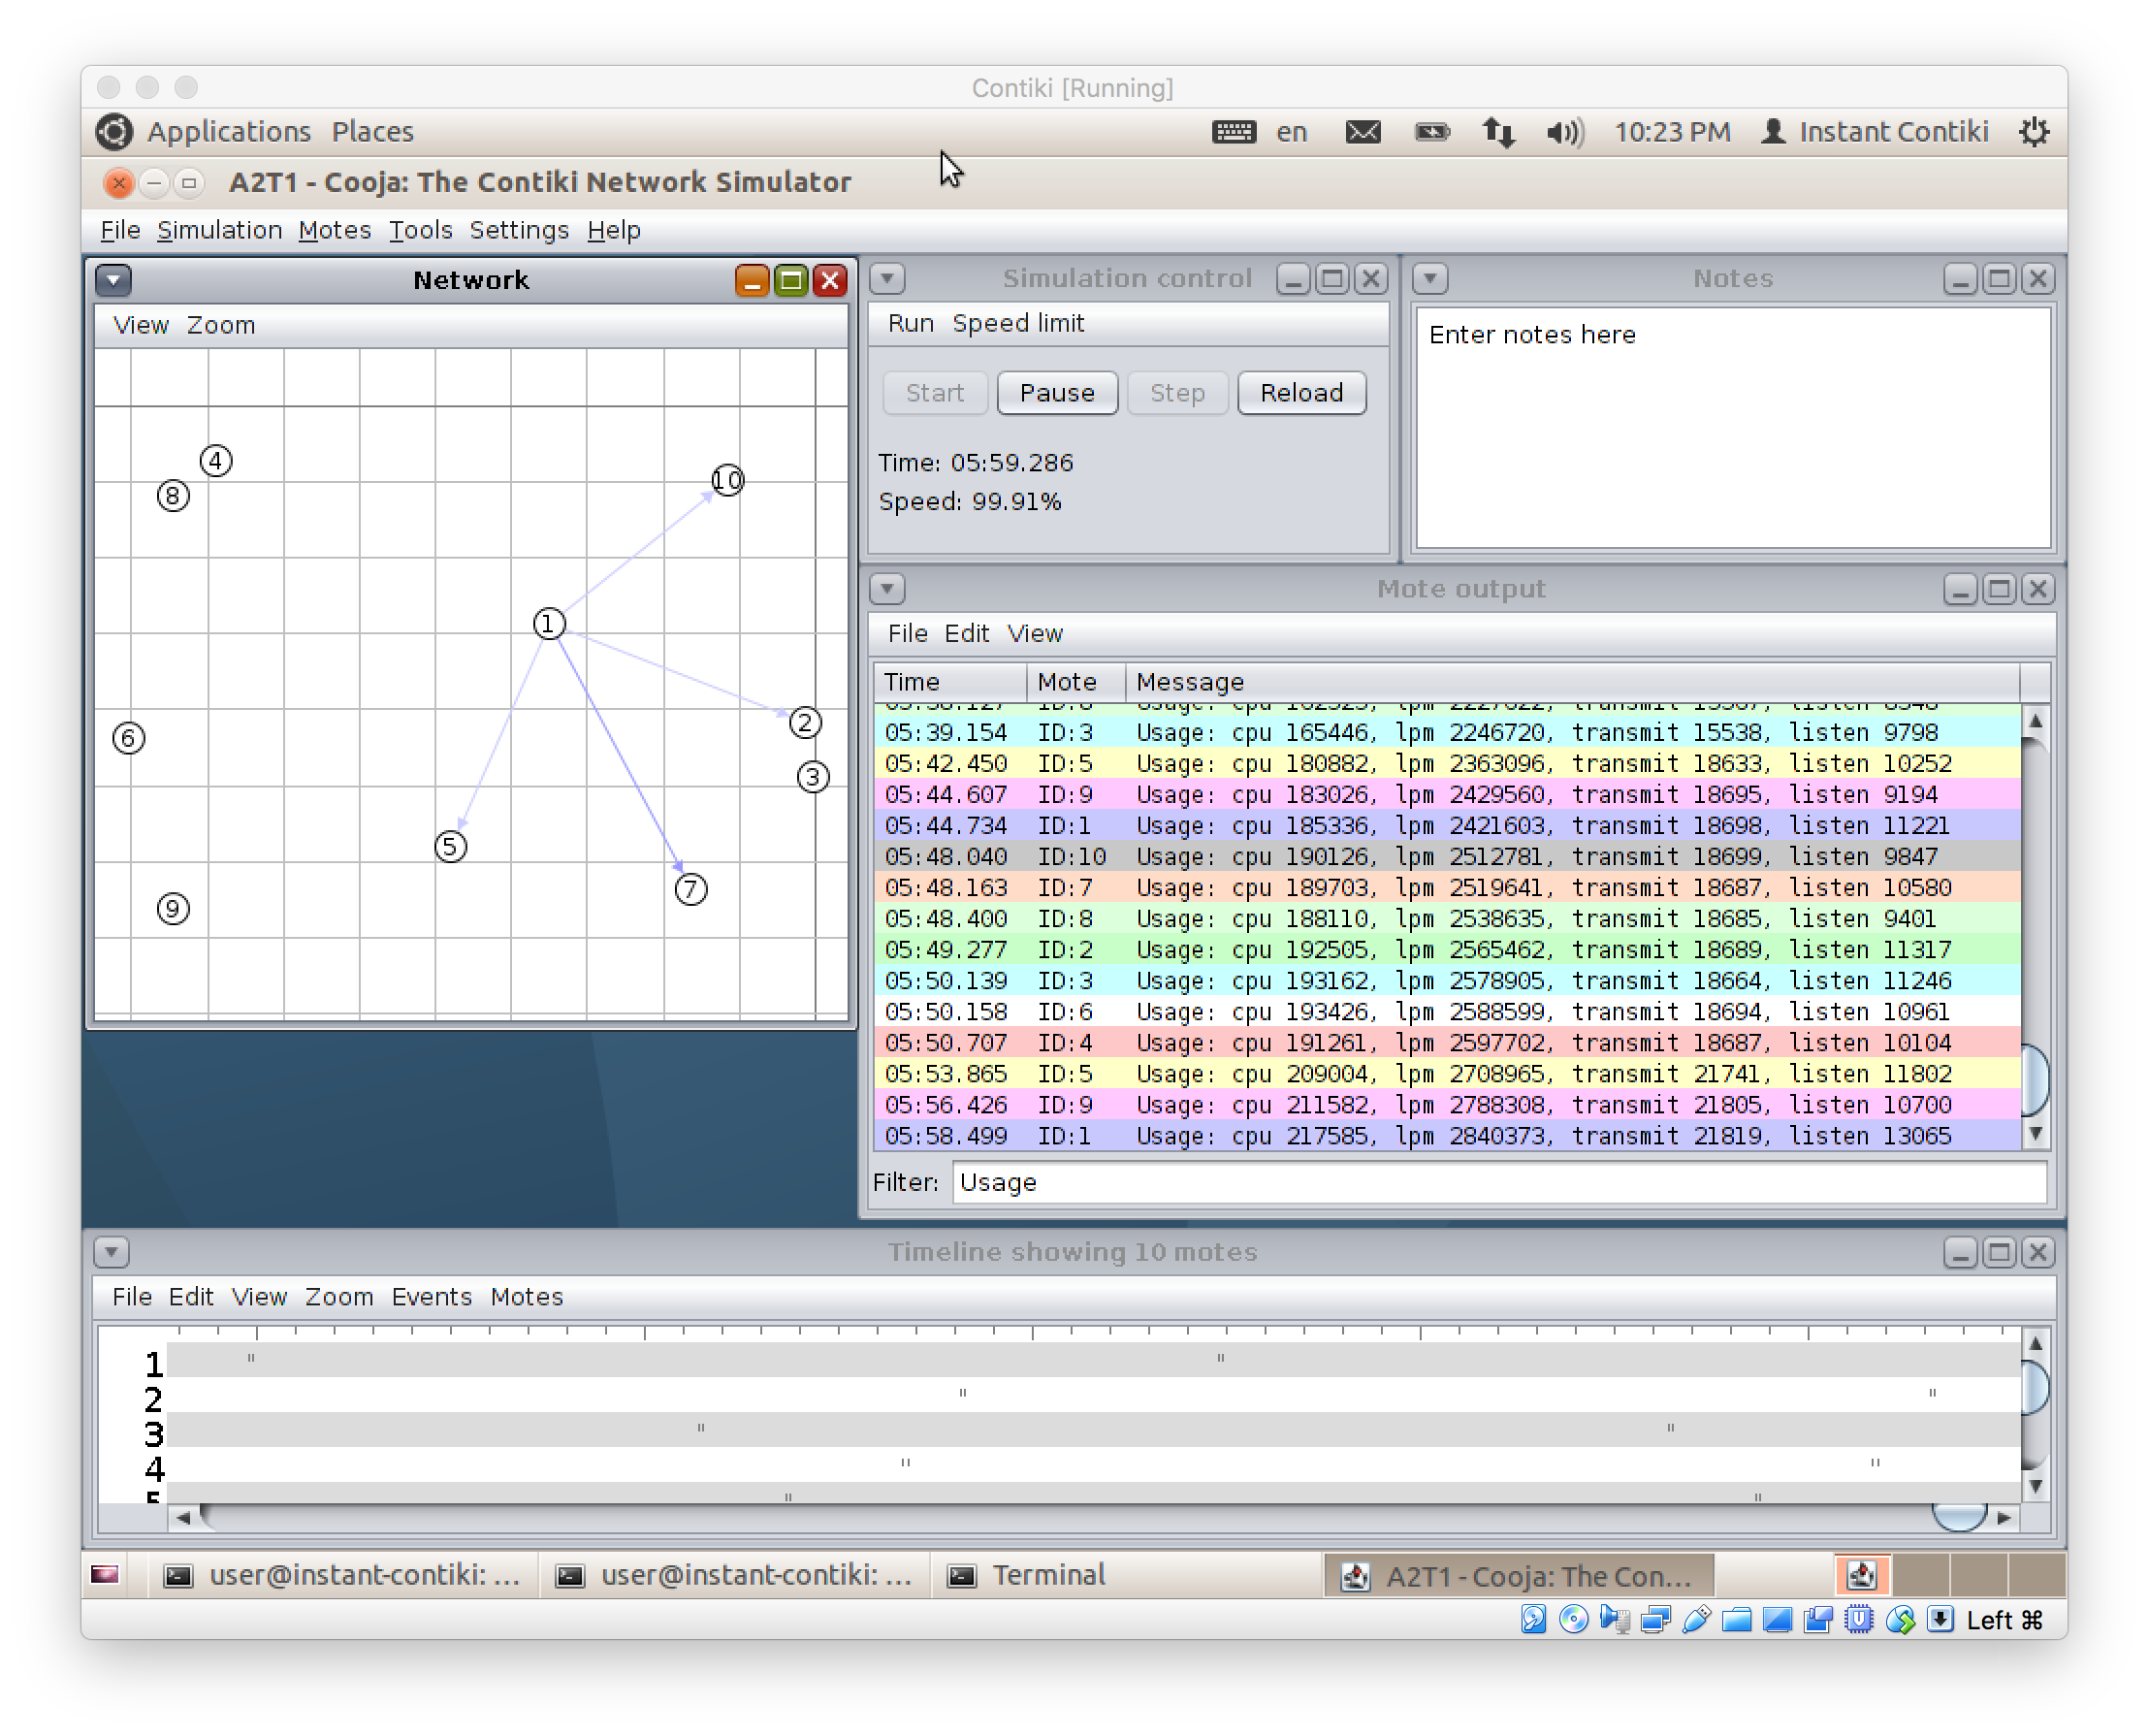 Contiki [Running]
Applications Places en 10:23 PM Instant Contiki
A2T1 - Cooja: The Contiki Network Simulator
File Simulation Motes Tools Settings Help
Network
View Zoom
4
8
10
1
6
2
3
5
7
9
Simulation control
Run Speed limit
Start Pause Step Reload
Time: 05:59.286
Speed: 99.91%
Notes
Enter notes here
Mote output
File Edit View
Time Mote Message
05:39.154 ID:3 Usage: cpu 165446, lpm 2246720, transmit 15538, listen 9798
05:42.450 ID:5 Usage: cpu 180882, lpm 2363096, transmit 18633, listen 10252
05:44.607 ID:9 Usage: cpu 183026, lpm 2429560, transmit 18695, listen 9194
05:44.734 ID:1 Usage: cpu 185336, lpm 2421603, transmit 18698, listen 11221
05:48.040 ID:10 Usage: cpu 190126, lpm 2512781, transmit 18699, listen 9847
05:48.163 ID:7 Usage: cpu 189703, lpm 2519641, transmit 18687, listen 10580
05:48.400 ID:8 Usage: cpu 188110, lpm 2538635, transmit 18685, listen 9401
05:49.277 ID:2 Usage: cpu 192505, lpm 2565462, transmit 18689, listen 11317
05:50.139 ID:3 Usage: cpu 193162, lpm 2578905, transmit 18664, listen 11246
05:50.158 ID:6 Usage: cpu 193426, lpm 2588599, transmit 18694, listen 10961
05:50.707 ID:4 Usage: cpu 191261, lpm 2597702, transmit 18687, listen 10104
05:53.865 ID:5 Usage: cpu 209004, lpm 2708965, transmit 21741, listen 11802
05:56.426 ID:9 Usage: cpu 211582, lpm 2788308, transmit 21805, listen 10700
05:58.499 ID:1 Usage: cpu 217585, lpm 2840373, transmit 21819, listen 13065
Filter: Usage
Timeline showing 10 motes
File Edit View Zoom Events Motes
1
2
3
4
5
user@instant-contiki: ... user@instant-contiki: ... Terminal A2T1 - Cooja: The Con...
Left ⌘